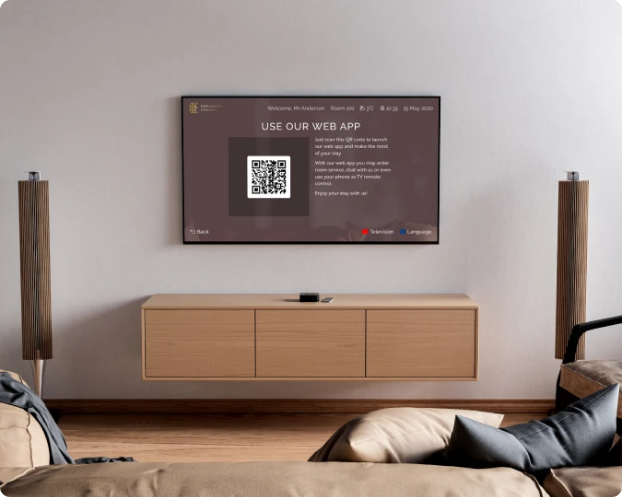 Welcome, Mr Anderson Room 101 3°C 10:35 15 May 2020
USE OUR WEB APP
Just scan this QR code to launch
our web app and make the most
of your stay.
With our web app you may order
room service, chat with us or even
use your phone as TV remote
control.
Enjoy your stay with us!
Back
Television Language